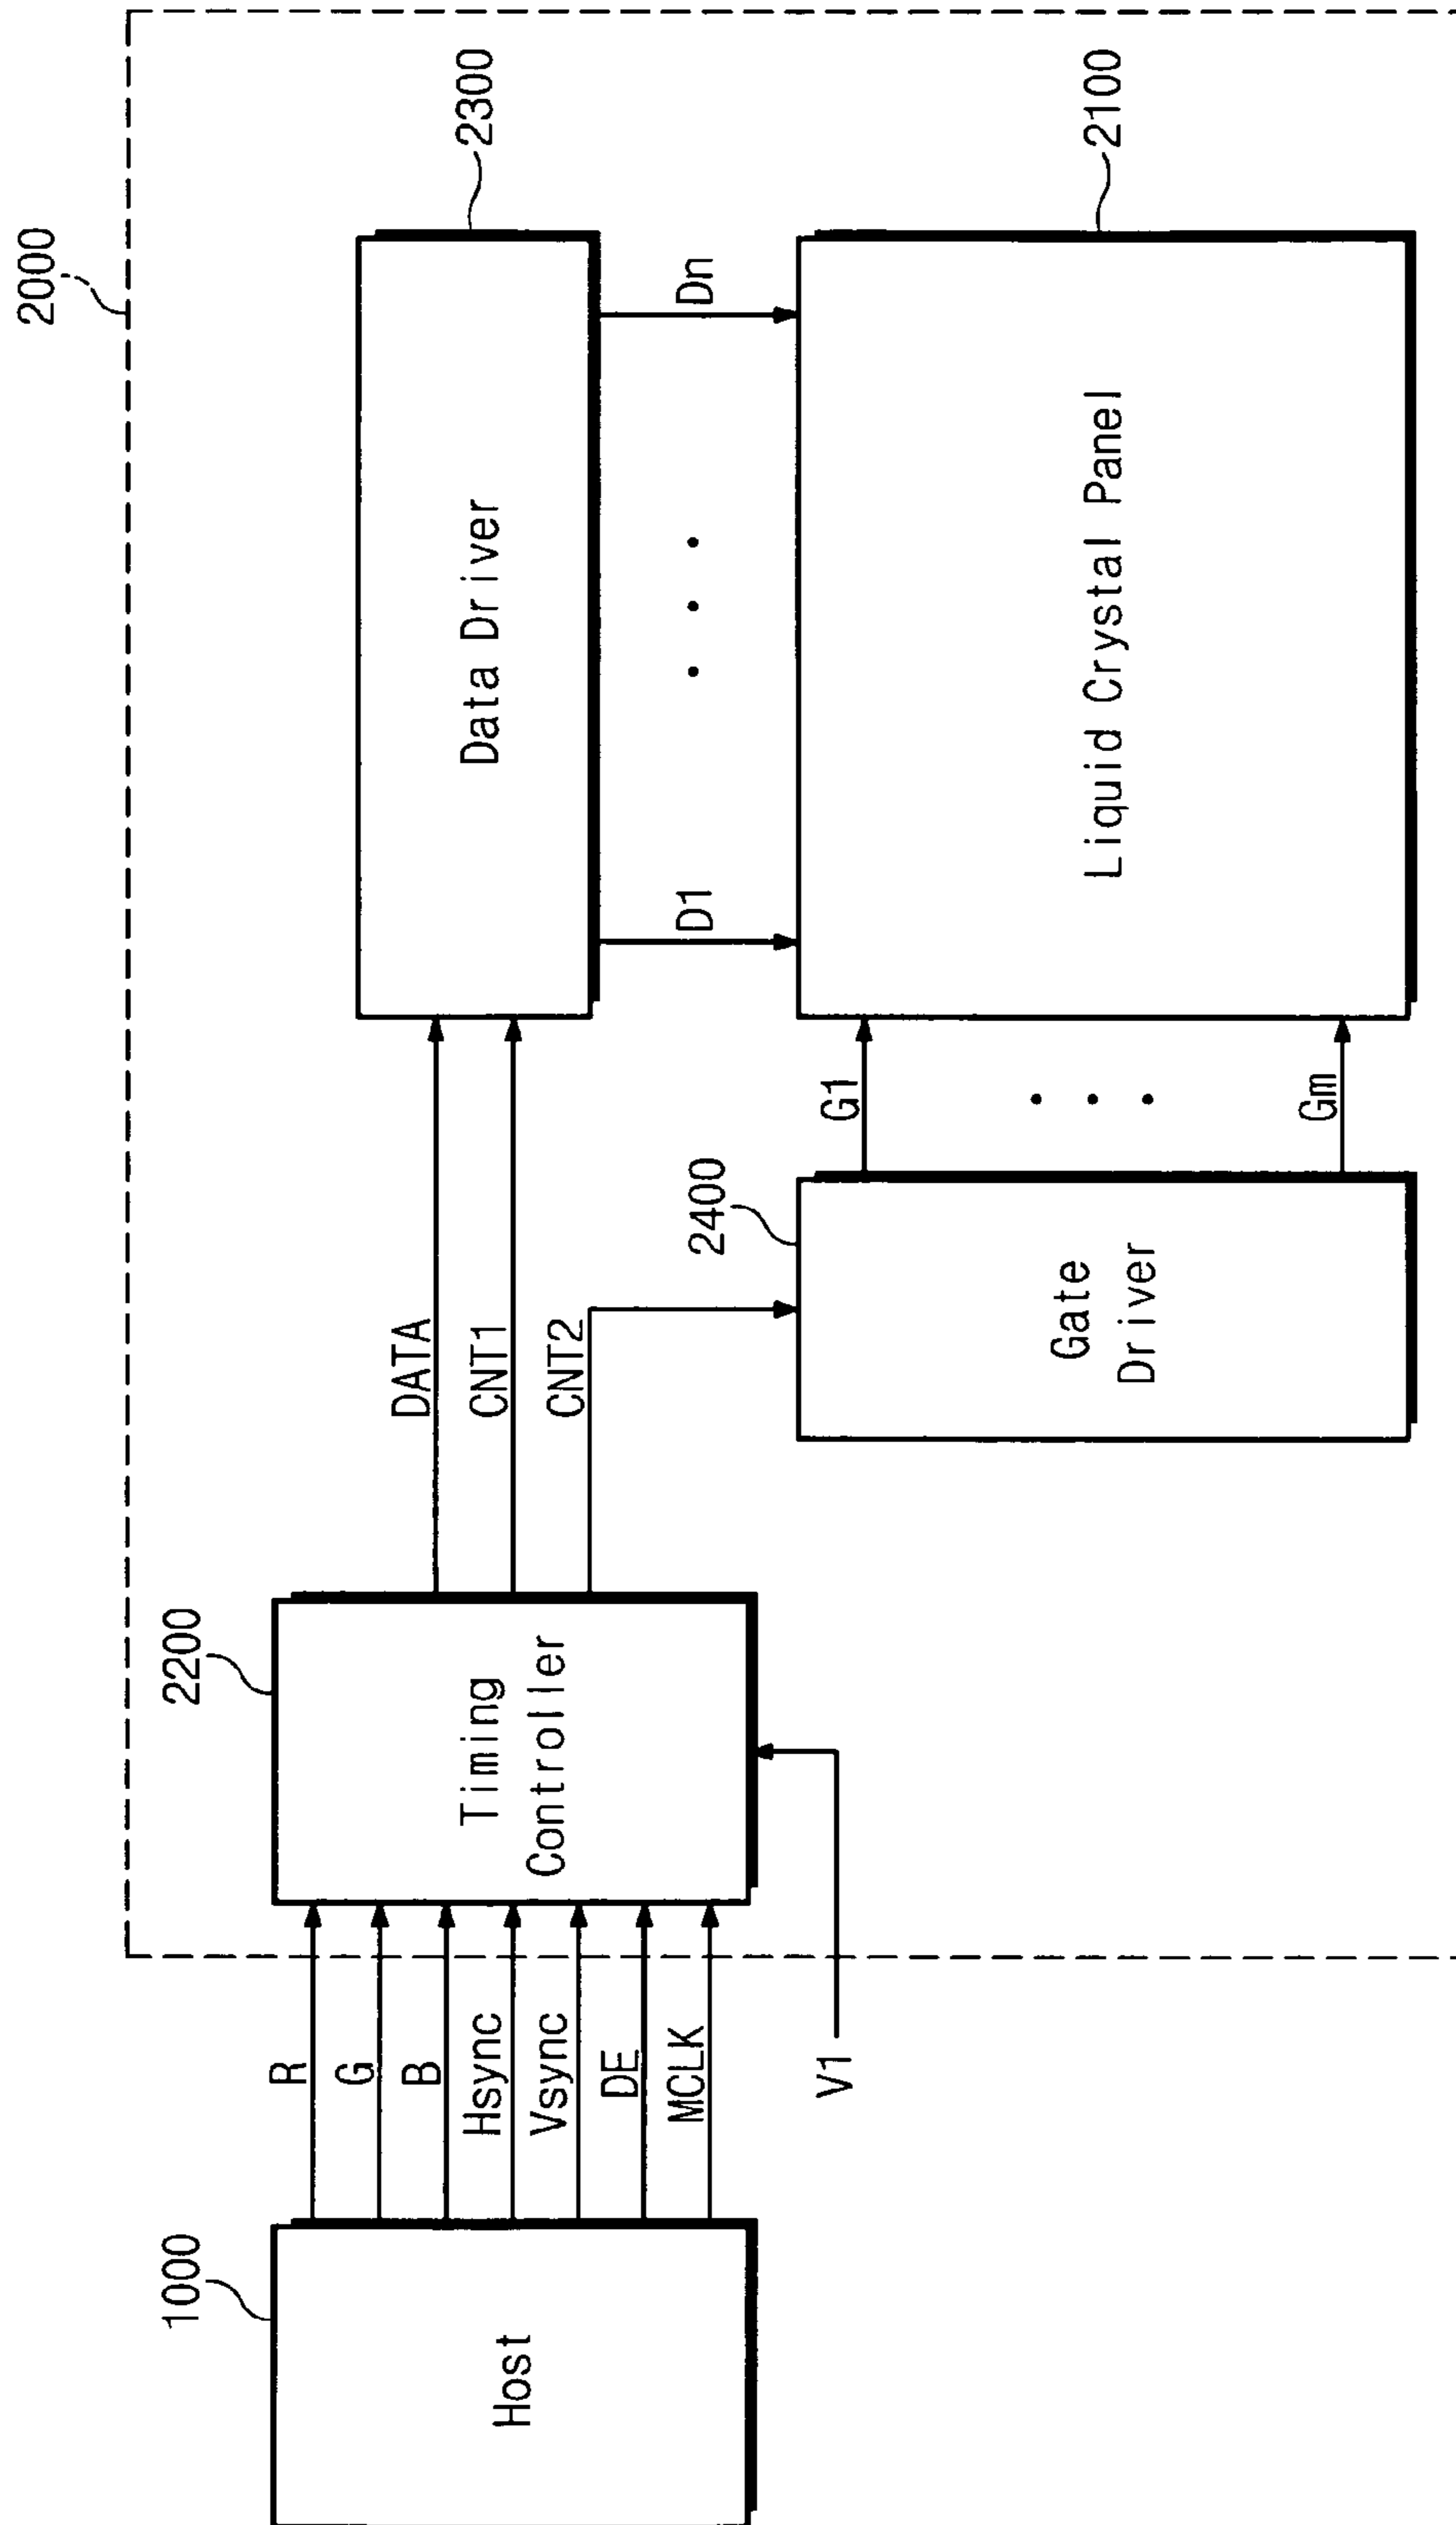 2000
1000
Host
R
G
B
Hsync
Vsync
DE
MCLK
V1
2200
Timing
Controller
DATA
CNT1
CNT2
2300
Data Driver
D1
Dn
2400
Gate
Driver
G1
Gm
2100
Liquid Crystal Panel